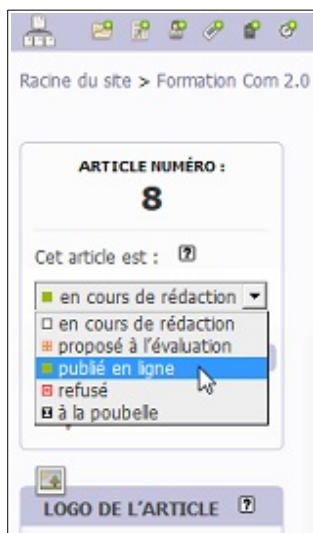 Racine du site > Formation Com 2.0
ARTICLE NUMÉRO :
8
Cet article est : ?
en cours de rédaction
en cours de rédaction
proposé à l'évaluation
publié en ligne
refusé
à la poubelle
LOGO DE L'ARTICLE ?